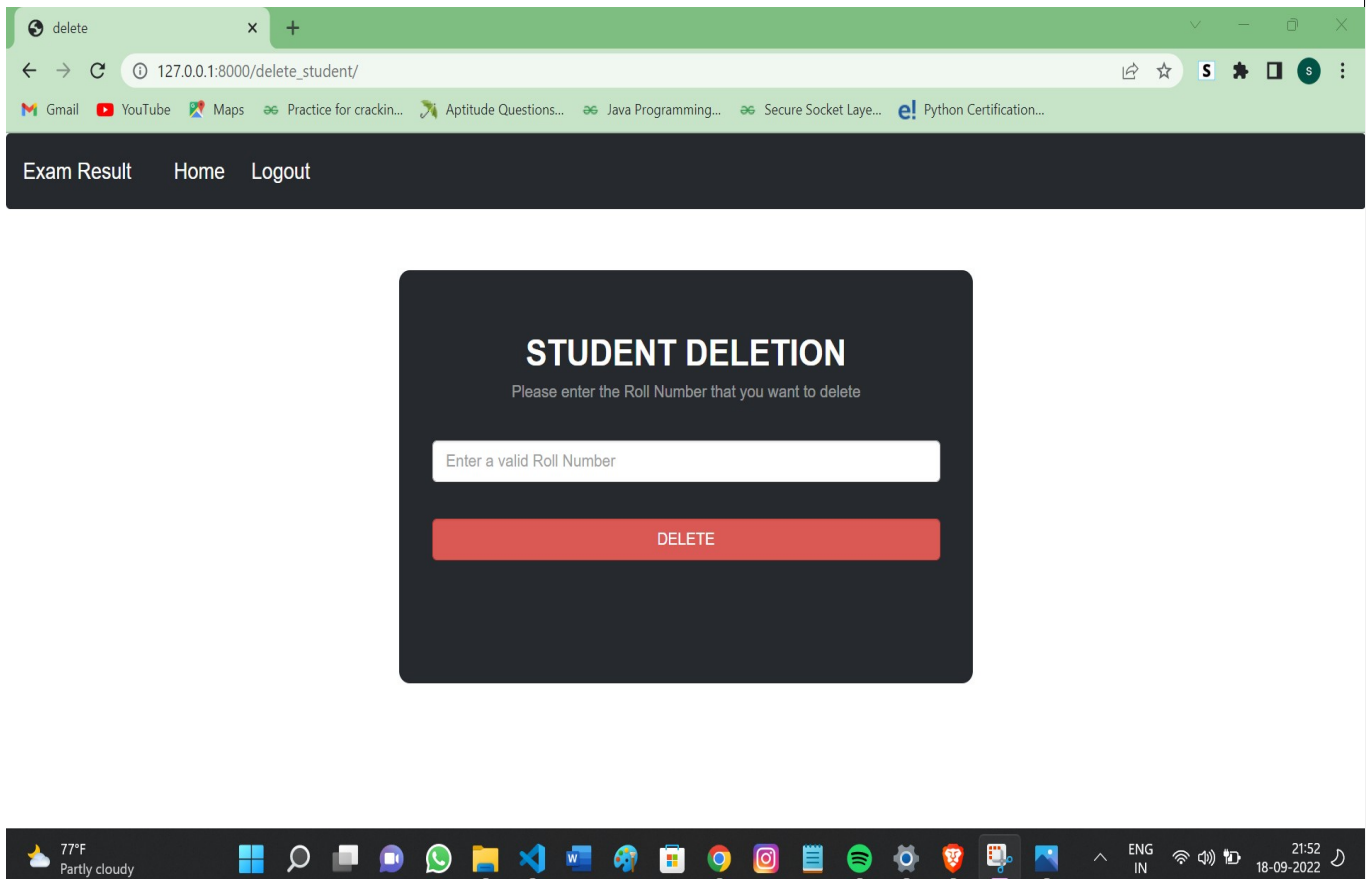 delete
127.0.0.1:8000/delete_student/
S
s
Gmail YouTube Maps Practice for crackin... Aptitude Questions... Java Programming... Secure Socket Laye... e! Python Certification...
Exam Result Home Logout
STUDENT DELETION
Please enter the Roll Number that you want to delete
Enter a valid Roll Number
DELETE
77°F
Partly cloudy
W
ENG
IN
21:52
18-09-2022